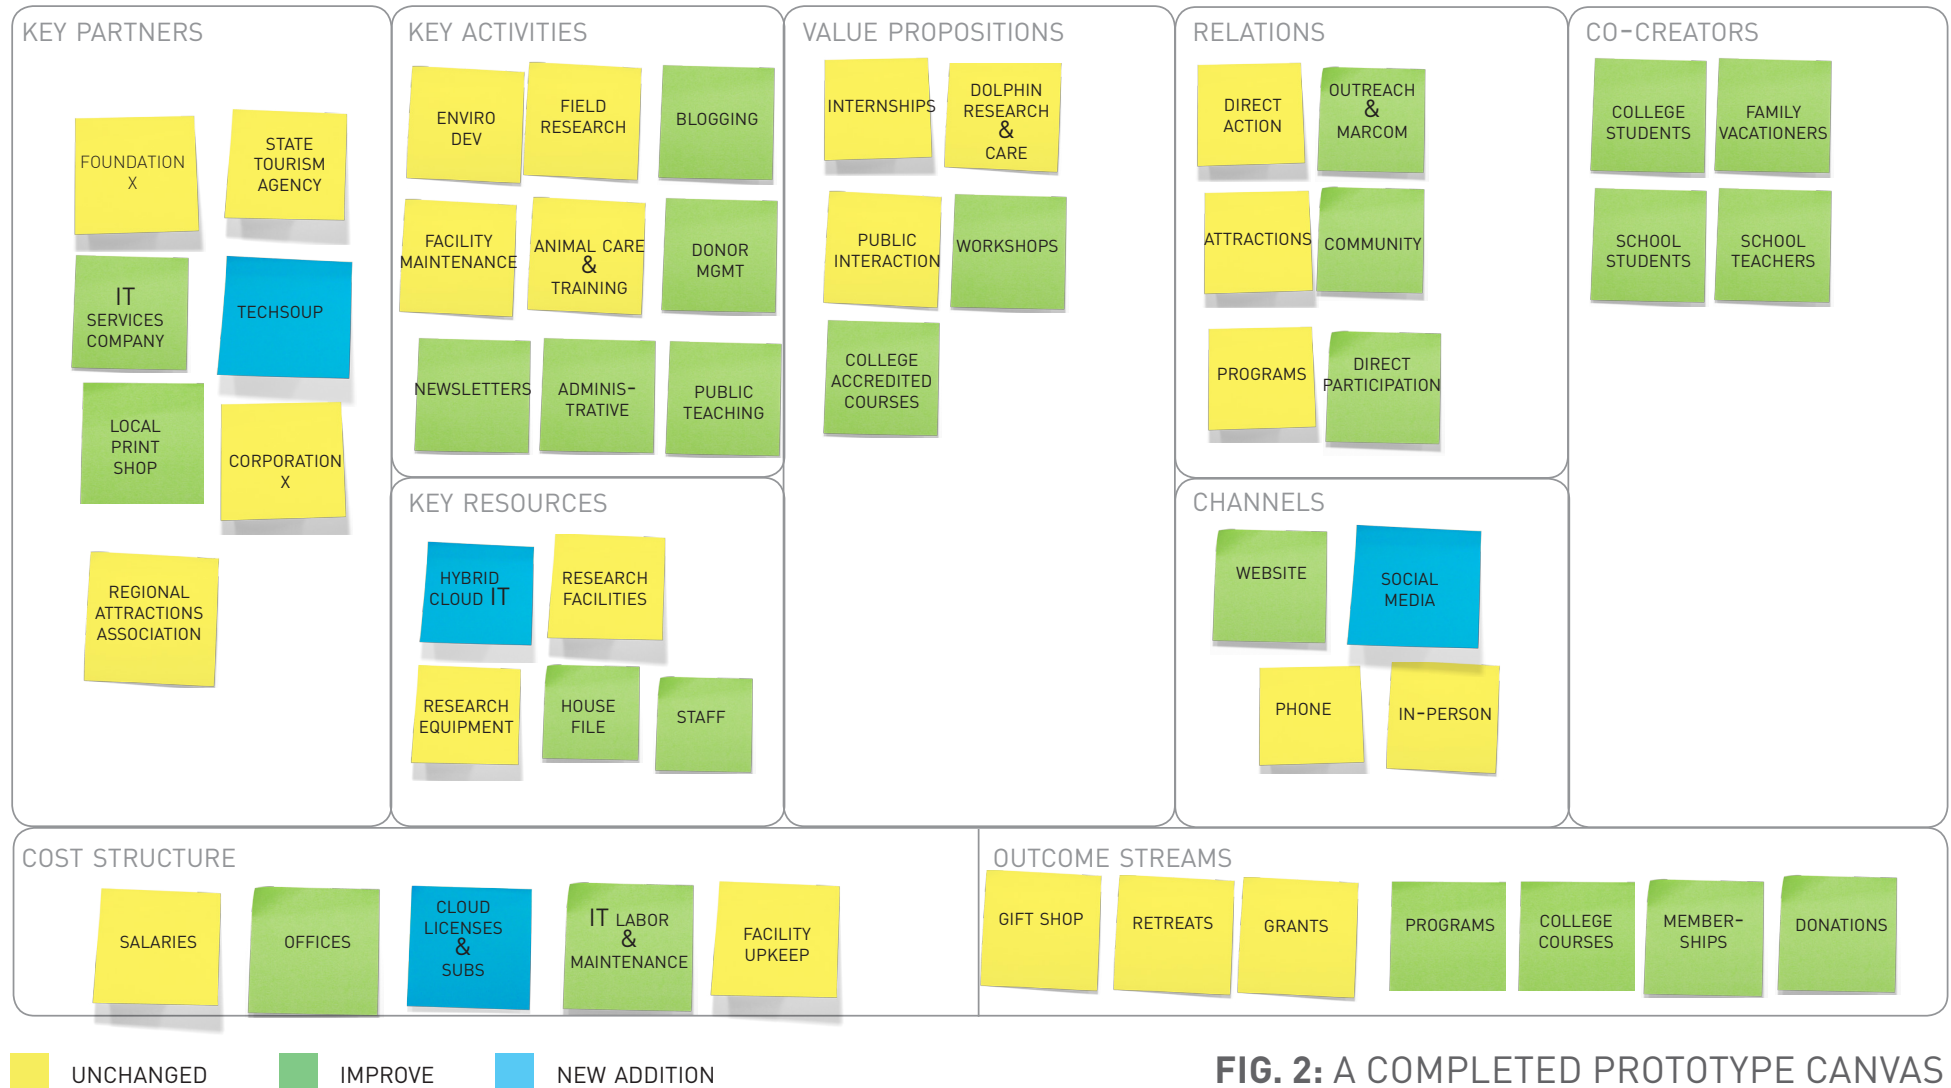 KEY PARTNERS
FOUNDATION
X
STATE
TOURISM
AGENCY
IT
SERVICES
COMPANY
TECHSOUP
LOCAL
PRINT
SHOP
CORPORATION
X
REGIONAL
ATTRACTIONS
ASSOCIATION
KEY ACTIVITIES
ENVIRO
DEV
FIELD
RESEARCH
BLOGGING
FACILITY
MAINTENANCE
ANIMAL CARE
&
TRAINING
DONOR
MGMT
NEWSLETTERS
ADMINIS-
TRATIVE
PUBLIC
TEACHING
KEY RESOURCES
HYBRID
CLOUD IT
RESEARCH
FACILITIES
RESEARCH
EQUIPMENT
HOUSE
FILE
STAFF
VALUE PROPOSITIONS
INTERNSHIPS
DOLPHIN
RESEARCH
&
CARE
PUBLIC
INTERACTION
WORKSHOPS
COLLEGE
ACCREDITED
COURSES
RELATIONS
DIRECT
ACTION
OUTREACH
&
MARCOM
ATTRACTIONS
COMMUNITY
PROGRAMS
DIRECT
PARTICIPATION
CHANNELS
WEBSITE
SOCIAL
MEDIA
PHONE
IN-PERSON
CO-CREATORS
COLLEGE
STUDENTS
FAMILY
VACATIONERS
SCHOOL
STUDENTS
SCHOOL
TEACHERS
COST STRUCTURE
SALARIES
OFFICES
CLOUD
LICENSES
&
SUBS
IT LABOR
&
MAINTENANCE
FACILITY
UPKEEP
OUTCOME STREAMS
GIFT SHOP
RETREATS
GRANTS
PROGRAMS
COLLEGE
COURSES
MEMBER-
SHIPS
DONATIONS
UNCHANGED
IMPROVE
NEW ADDITION
FIG. 2: A COMPLETED PROTOTYPE CANVAS